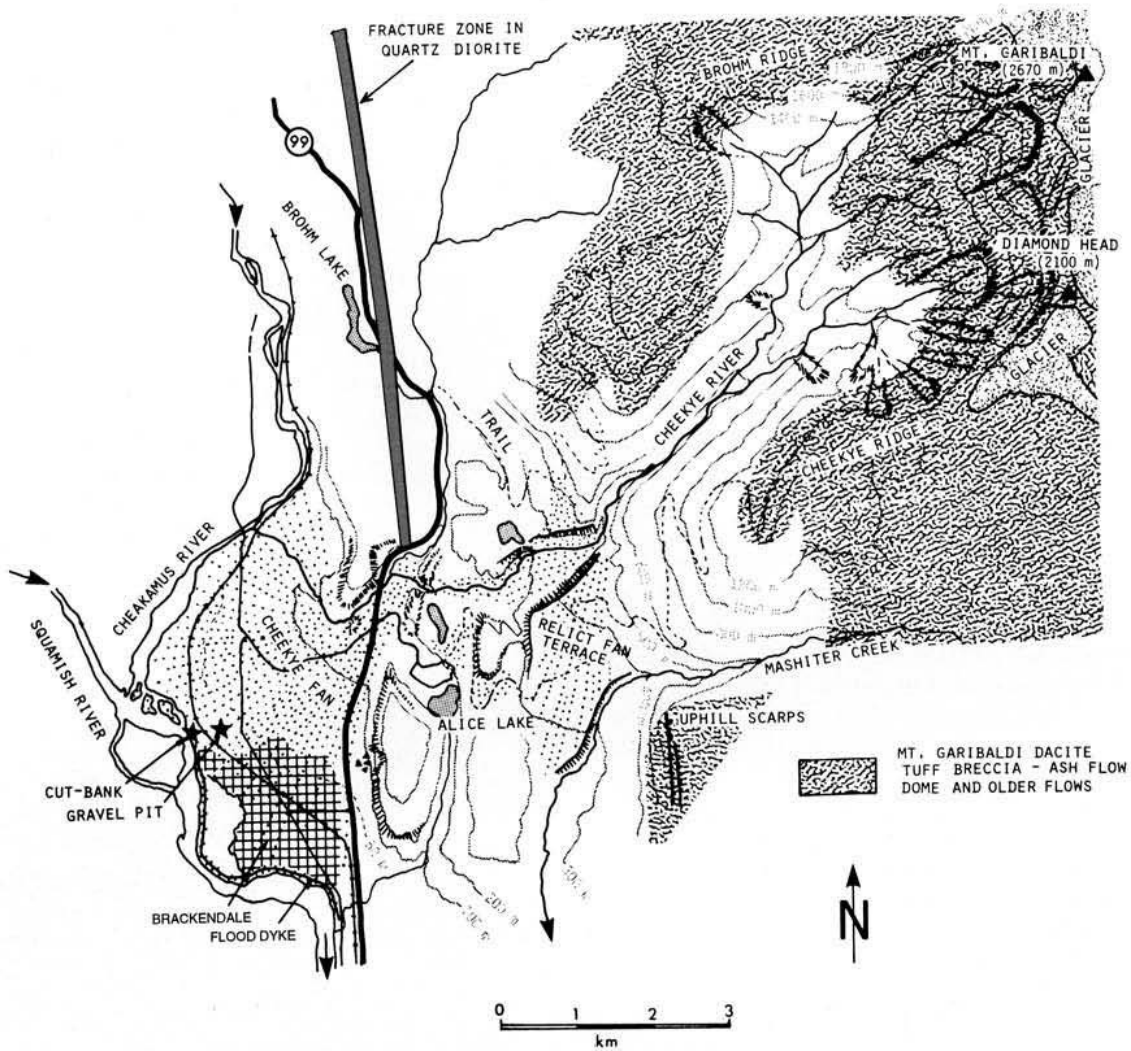 FRACTURE ZONE IN
QUARTZ DIORITE
BROHM RIDGE
MT. GARIBALDI
(2670 m)
GLACIER
99
BROHM LAKE
DIAMOND HEAD
(2100 m)
GLACIER
TRAIL
CHEEKYE RIVER
CHEEKYE RIDGE
CHEAKAMUS RIVER
SQUAMISH RIVER
CHEEKYE
FAN
RELICT FAN
TERRACE
MASHITER CREEK
ALICE LAKE
UPHILL SCARPS
MT. GARIBALDI DACITE
TUFF BRECCIA - ASH FLOW
DOME AND OLDER FLOWS
CUT-BANK
GRAVEL PIT
BRACKENDALE
FLOOD DYKE
200 m
N
0 1 2 3
km